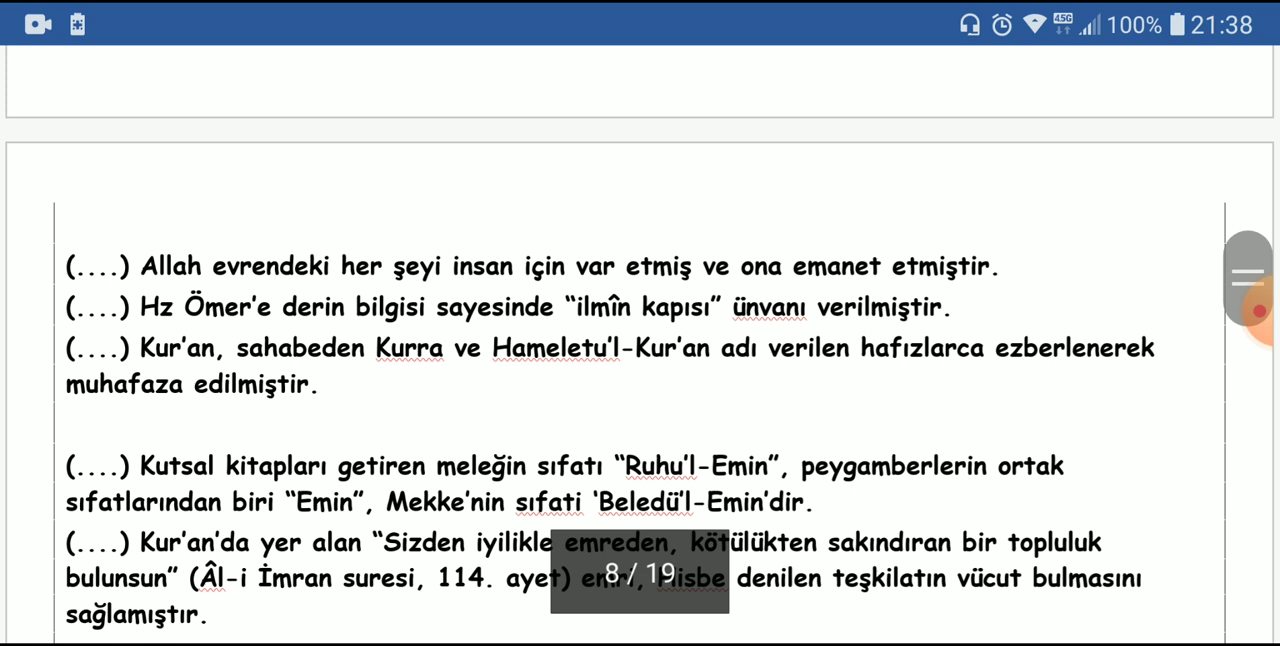 4.5G 100% 21:38
(....) Allah evrendeki her şeyi insan için var etmiş ve ona emanet etmiştir.
(....) Hz Ömer'e derin bilgisi sayesinde “ilmîn kapısı” ünvanı verilmiştir.
(....) Kur'an, sahabeden Kurra ve Hameletu'l-Kur'an adı verilen hafızlarca ezberlenerek
muhafaza edilmiştir.
(....) Kutsal kitapları getiren meleğin sıfatı “Ruhu'l-Emin”, peygamberlerin ortak
sıfatlarından biri “Emin”, Mekke'nin sıfati ‘Beledü'l-Emin'dir.
(....) Kur'an'da yer alan “Sizden iyilikle emreden, kötülükten sakındıran bir topluluk
bulunsun” (Âl-i İmran suresi, 114. ayet) emri, Hisbe denilen teşkilatın vücut bulmasını
8 / 19
sağlamıştır.